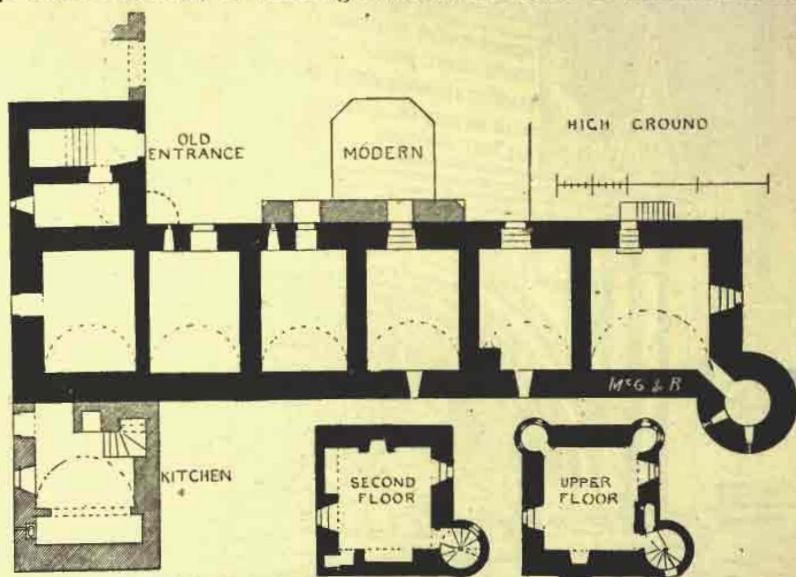 OLD
ENTRANCE
MODERN
HIGH GROUND
McG & R
KITCHEN
SECOND
FLOOR
UPPER
FLOOR